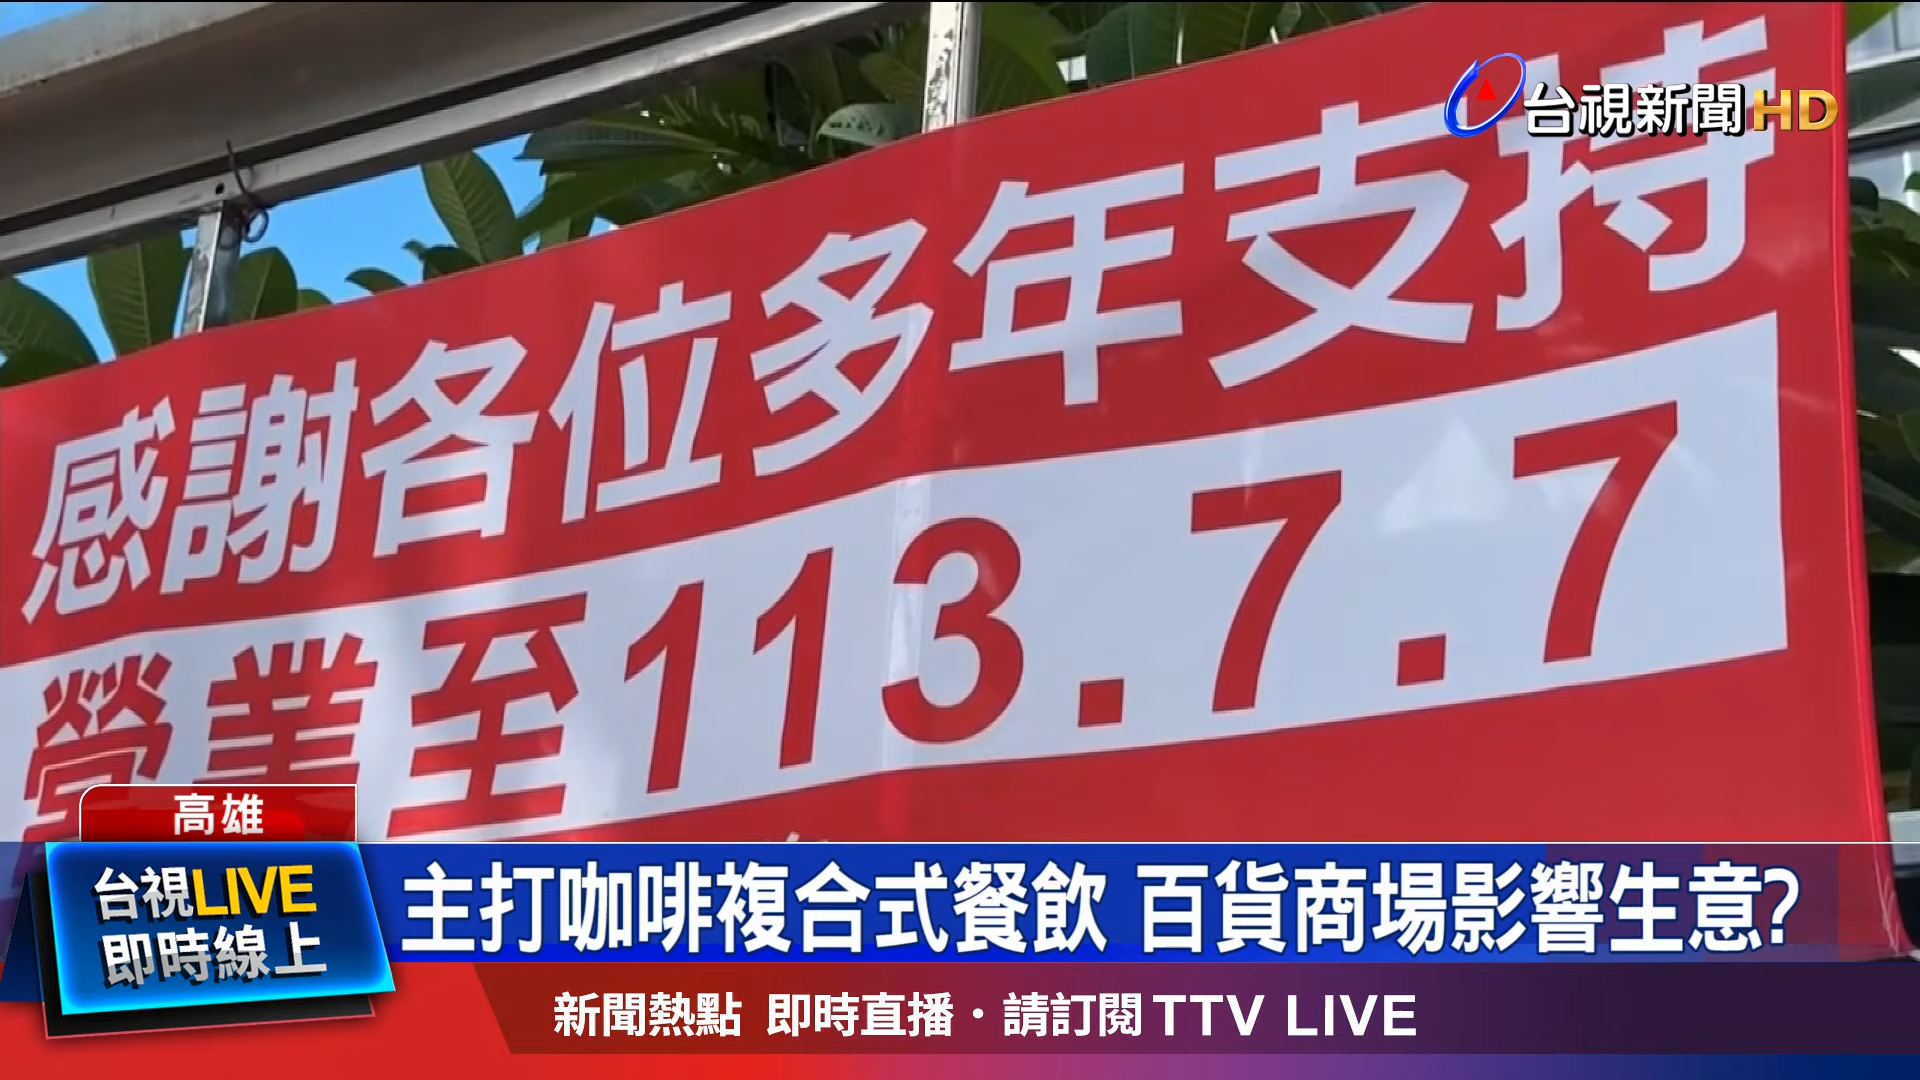 台視新聞HD
感謝各位多年支持
營業至113.7.7
高雄
台視LIVE
即時線上
主打咖啡複合式餐飲 百貨商場影響生意?
新聞熱點 即時直播・請訂閱TTV LIVE